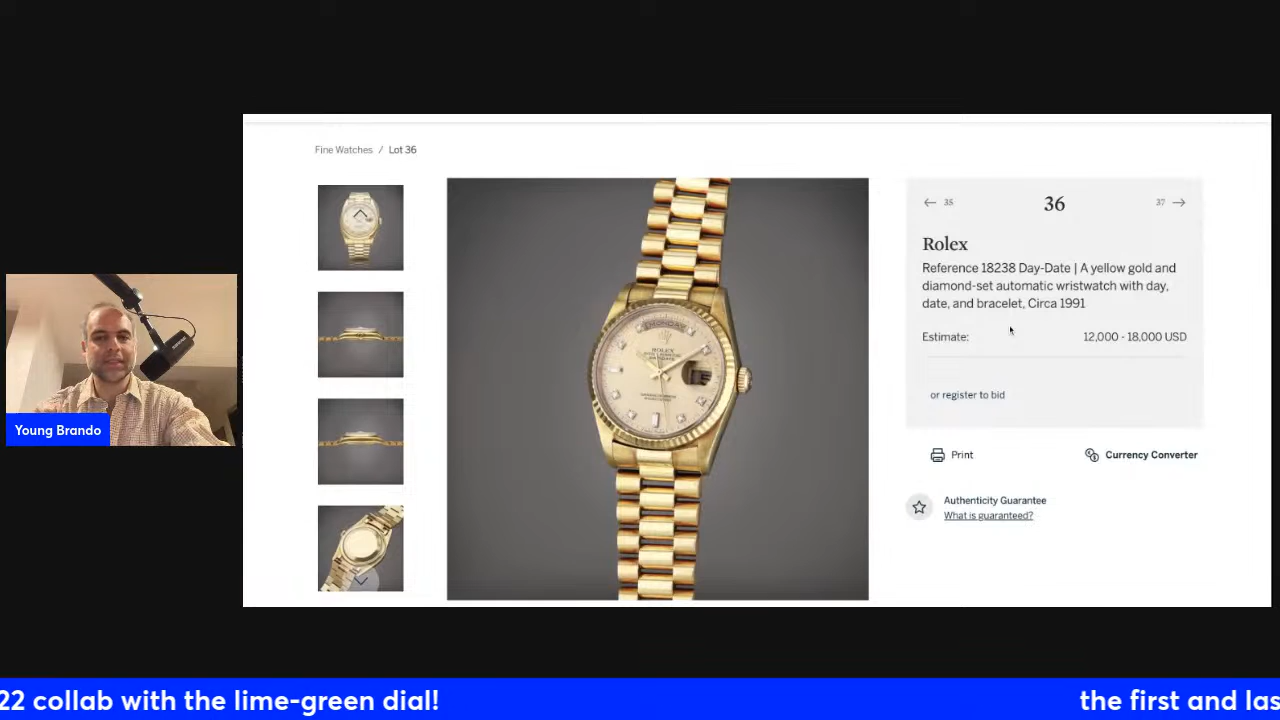 Fine Watches / Lot 36
35
36
37
Rolex
Reference 18238 Day-Date | A yellow gold and
diamond-set automatic wristwatch with day,
date, and bracelet, Circa 1991
Estimate:
12,000 - 18,000 USD
or register to bid
Print
Currency Converter
Authenticity Guarantee
What is guaranteed?
MONDAY
ROLEX
Young Brando
22 collab with the lime-green dial!
the first and las